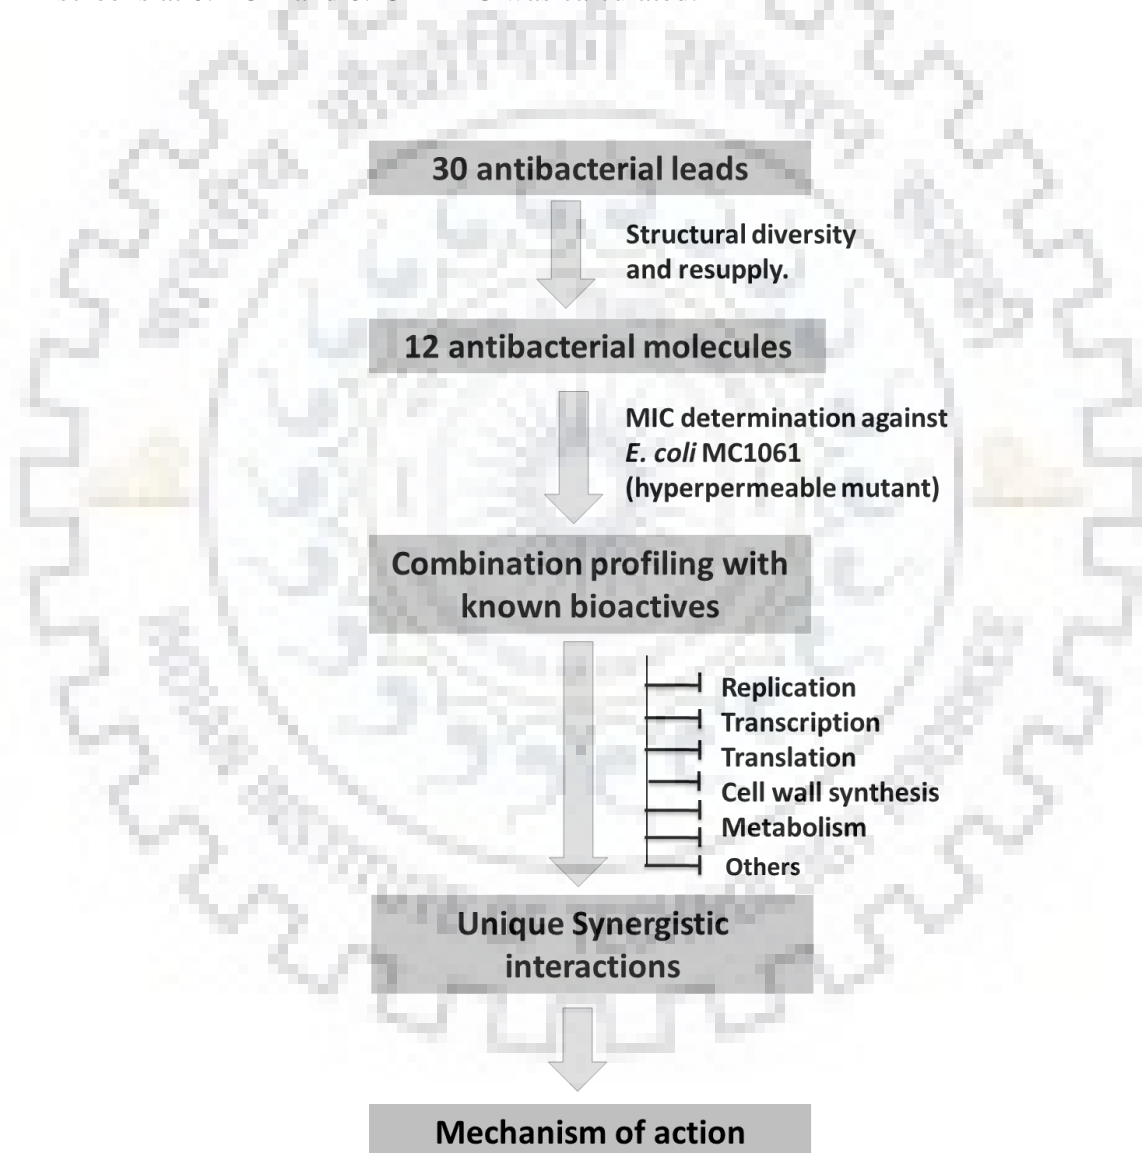 30 antibacterial leads
Structural diversity
and resupply.
12 antibacterial molecules
MIC determination against
E. coli MC1061
(hyperpermeable mutant)
Combination profiling with
known bioactives
Replication
Transcription
Translation
Cell wall synthesis
Metabolism
Others
Unique Synergistic
interactions
Mechanism of action